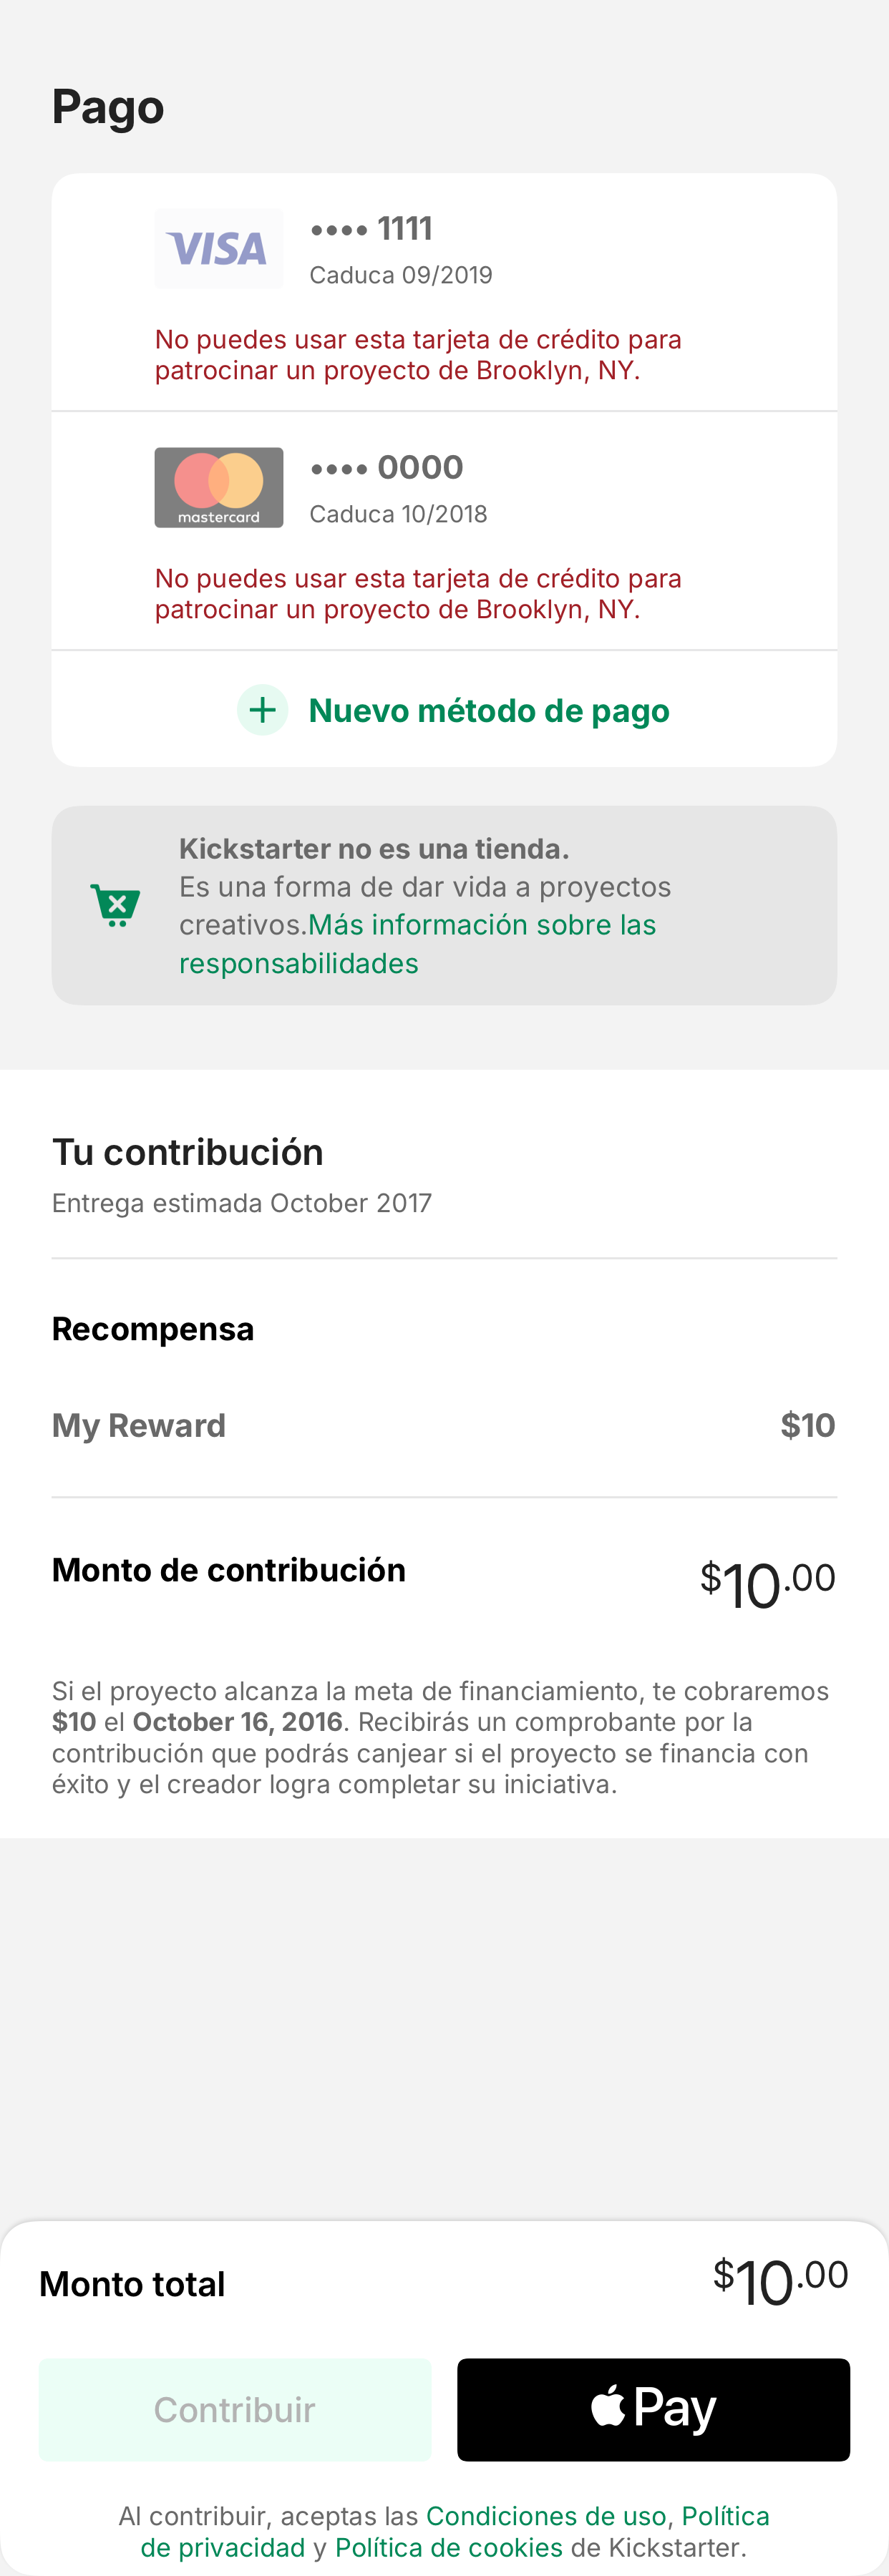 Pago
VISA
•••• 1111
Caduca 09/2019
No puedes usar esta tarjeta de crédito para
patrocinar un proyecto de Brooklyn, NY.
mastercard
•••• 0000
Caduca 10/2018
No puedes usar esta tarjeta de crédito para
patrocinar un proyecto de Brooklyn, NY.
Nuevo método de pago
Kickstarter no es una tienda.
Es una forma de dar vida a proyectos
creativos.Más información sobre las
responsabilidades
Tu contribución
Entrega estimada October 2017
Recompensa
My Reward $10
Monto de contribución $10.00
Si el proyecto alcanza la meta de financiamiento, te cobraremos
$10 el October 16, 2016. Recibirás un comprobante por la
contribución que podrás canjear si el proyecto se financia con
éxito y el creador logra completar su iniciativa.
Monto total $10.00
Contribuir Pay
Al contribuir, aceptas las Condiciones de uso, Política
de privacidad y Política de cookies de Kickstarter.